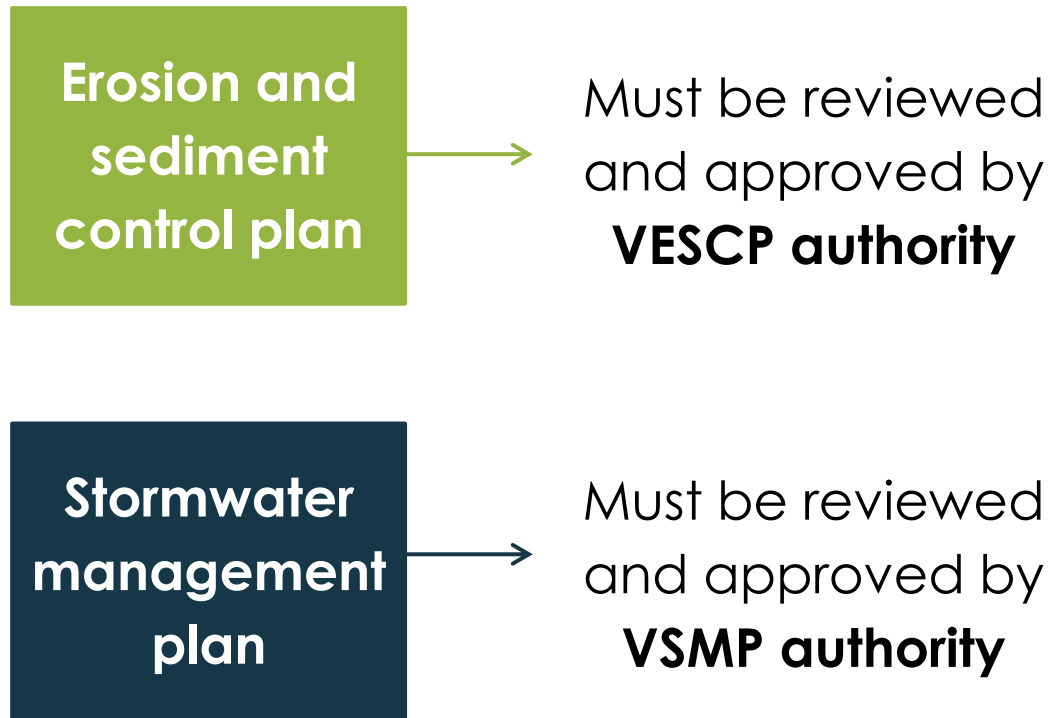 Erosion and
sediment
control plan
Must be reviewed
and approved by
VESCP authority
Stormwater
management
plan
Must be reviewed
and approved by
VSMP authority